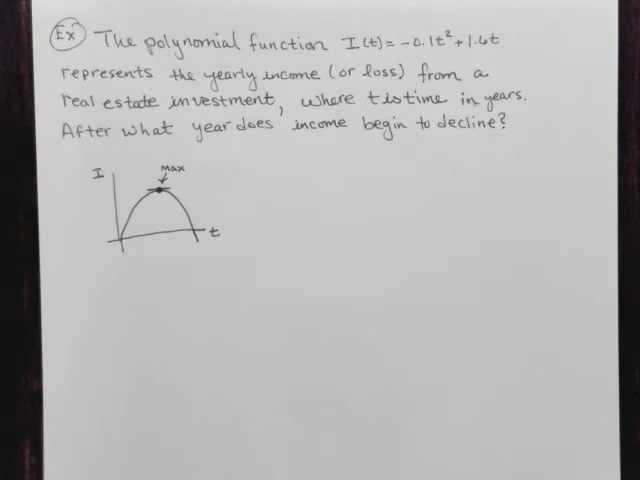 Ex The polynomial function I(t) = -0.1t² + 1.6t
represents the yearly income (or loss) from a
real estate investment, where t is time in years.
After what year does income begin to decline?
MAX
I
t